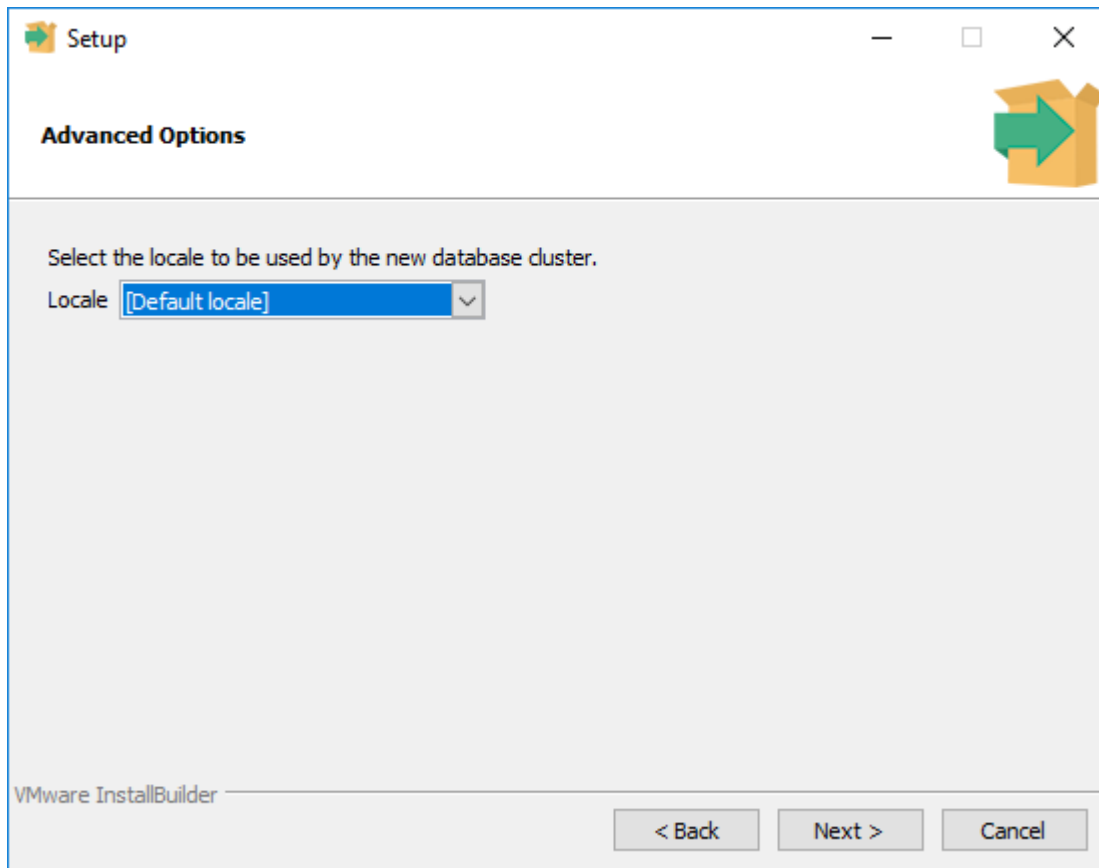 Setup
Advanced Options
Select the locale to be used by the new database cluster.
Locale [Default locale]
VMware InstallBuilder
< Back Next > Cancel